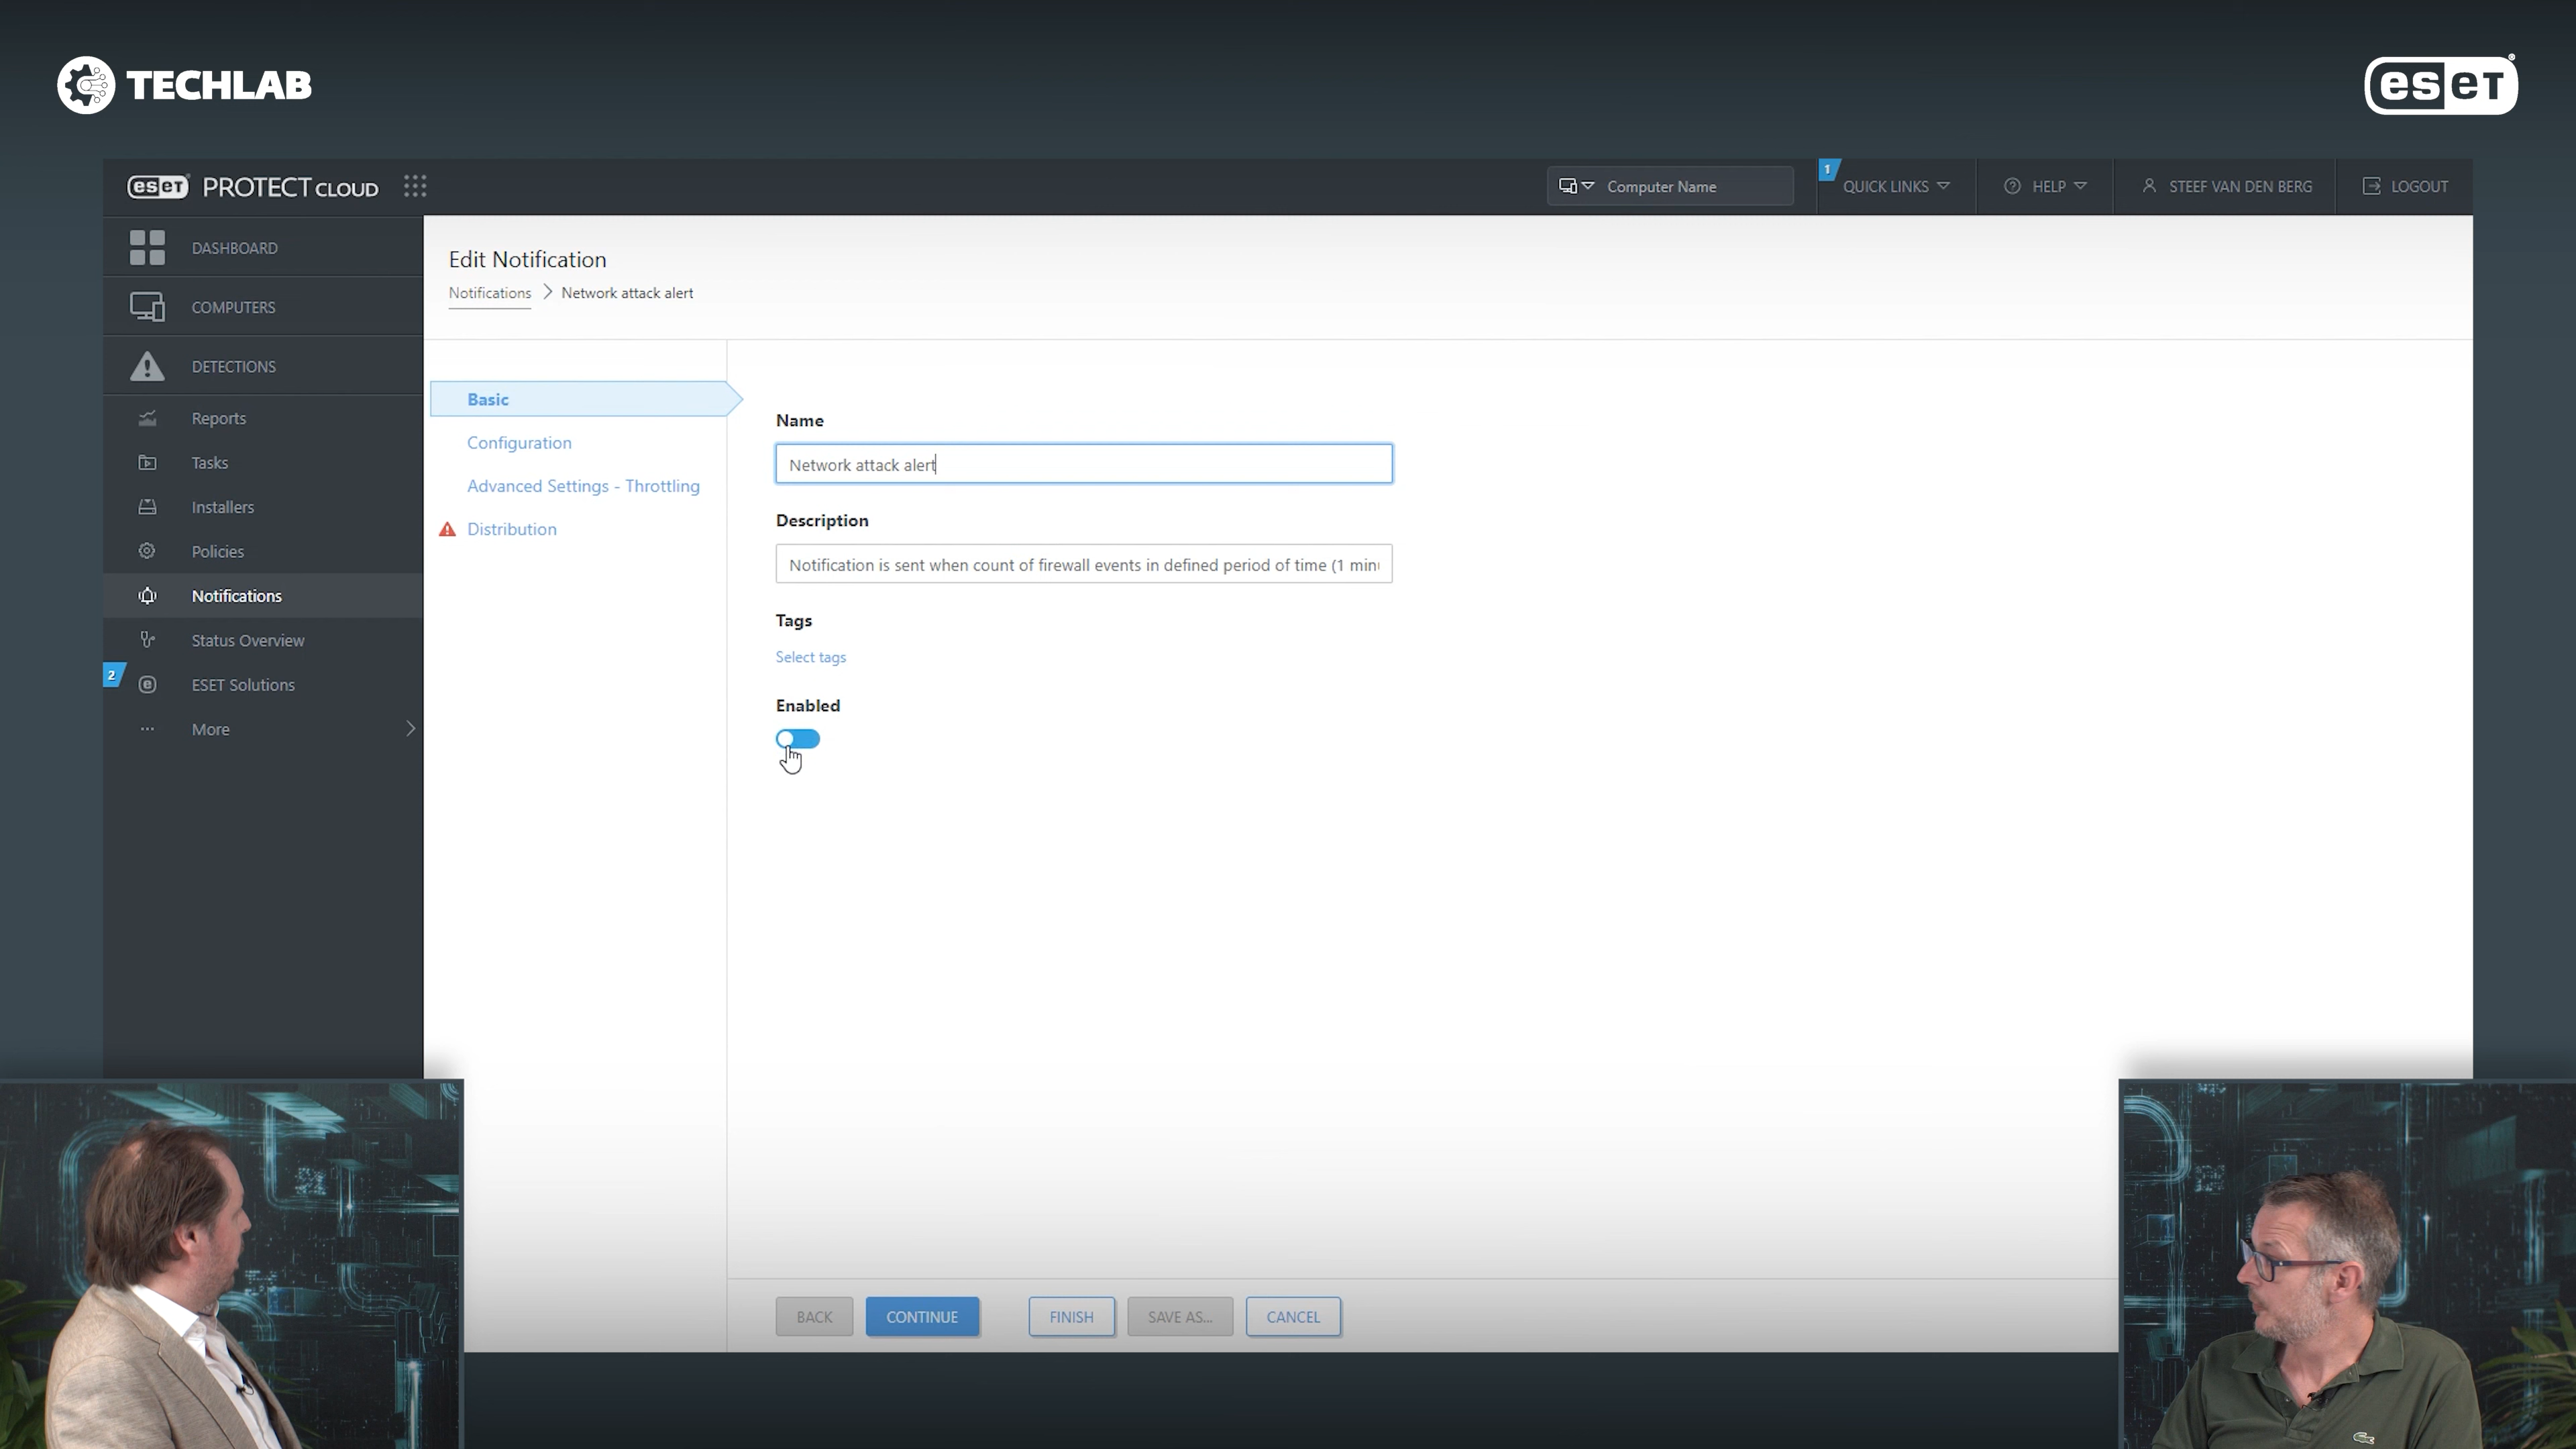 TECHLAB
eset
eset PROTECT CLOUD
Computer Name
1
QUICK LINKS
HELP
STEEF VAN DEN BERG
LOGOUT
DASHBOARD
COMPUTERS
DETECTIONS
Reports
Tasks
Installers
Policies
Notifications
Status Overview
2
ESET Solutions
More
Edit Notification
Notifications > Network attack alert
Basic
Configuration
Advanced Settings - Throttling
Distribution
Name
Network attack alert
Description
Notification is sent when count of firewall events in defined period of time (1 minu
Tags
Select tags
Enabled
BACK
CONTINUE
FINISH
SAVE AS...
CANCEL